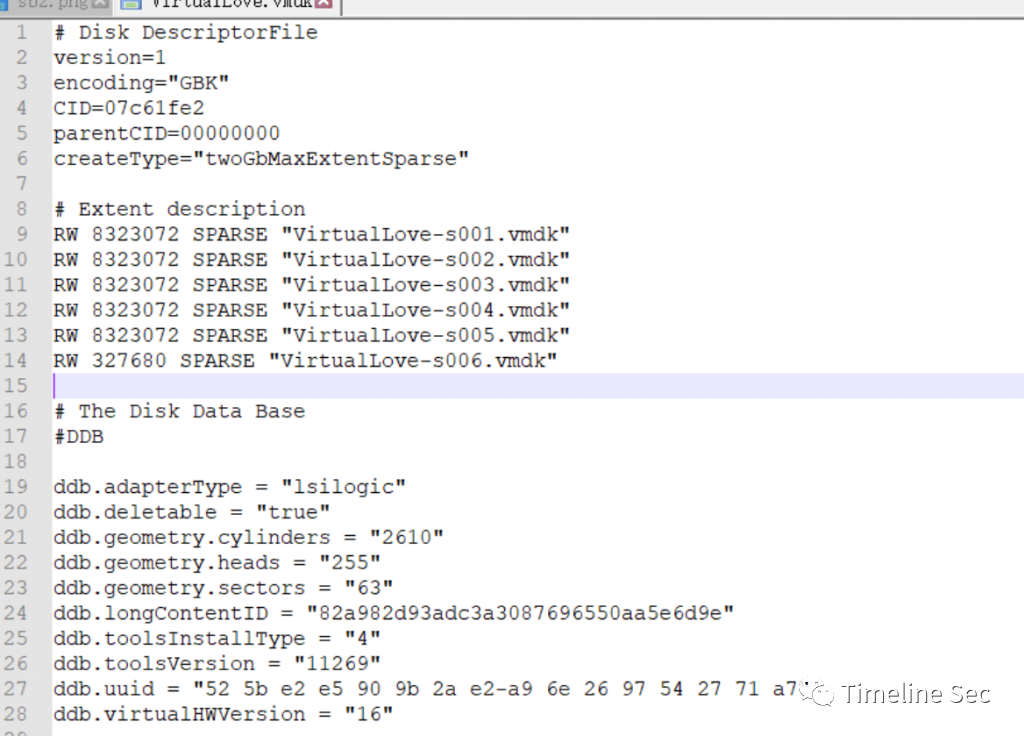 sb2.png VirtualLove.vmdk
1 # Disk DescriptorFile
2 version=1
3 encoding="GBK"
4 CID=07c61fe2
5 parentCID=00000000
6 createType="twoGbMaxExtentSparse"
7
8 # Extent description
9 RW 8323072 SPARSE "VirtualLove-s001.vmdk"
10 RW 8323072 SPARSE "VirtualLove-s002.vmdk"
11 RW 8323072 SPARSE "VirtualLove-s003.vmdk"
12 RW 8323072 SPARSE "VirtualLove-s004.vmdk"
13 RW 8323072 SPARSE "VirtualLove-s005.vmdk"
14 RW 327680 SPARSE "VirtualLove-s006.vmdk"
15
16 # The Disk Data Base
17 #DDB
18
19 ddb.adapterType = "lsilogic"
20 ddb.deletable = "true"
21 ddb.geometry.cylinders = "2610"
22 ddb.geometry.heads = "255"
23 ddb.geometry.sectors = "63"
24 ddb.longContentID = "82a982d93adc3a3087696550aa5e6d9e"
25 ddb.toolsInstallType = "4"
26 ddb.toolsVersion = "11269"
27 ddb.uuid = "52 5b e2 e5 90 9b 2a e2-a9 6e 26 97 54 27 71 a7
Timeline Sec
28 ddb.virtualHWVersion = "16"